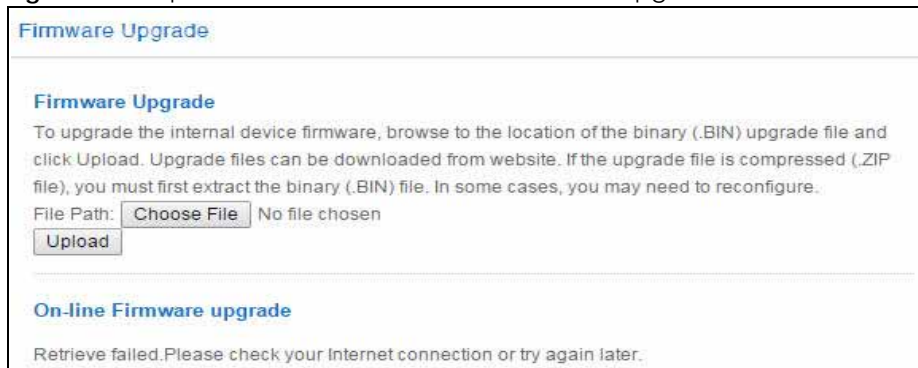 Firmware Upgrade
Firmware Upgrade
To upgrade the internal device firmware, browse to the location of the binary (.BIN) upgrade file and
click Upload. Upgrade files can be downloaded from website. If the upgrade file is compressed (.ZIP
file), you must first extract the binary (.BIN) file. In some cases, you may need to reconfigure.
File Path: Choose File No file chosen
Upload
On-line Firmware upgrade
Retrieve failed.Please check your Internet connection or try again later.